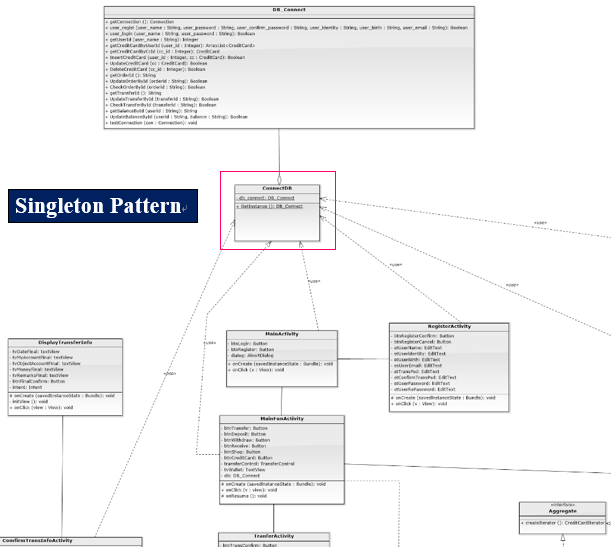 DB_Connect
+ getConnection (): Connection
+ user_regist (user_name : String, user_password : String, user_confirm_password : String, user_identity : String, user_birth : String, user_email : String): Boolean
+ user_login (user_name : String, user_password : String): Boolean
+ getUserId (user_name : String): Integer
+ getCreditCardByUserId (user_id : Integer): ArrayList<CreditCard>
+ getCreditCardByCcId (cc_id : Integer): CreditCard
+ InsertCreditCard (user_id : Integer, cc : CreditCard): Boolean
+ UpdateCreditCard (cc : CreditCard): Boolean
+ DeleteCreditCard (cc_id : Integer): Boolean
+ getOrderId (): String
+ UpdateOrderById (orderid : String): Boolean
+ CheckOrderById (orderid : String): Boolean
+ getTransferId (): String
+ UpdateTransferById (transferid : String): Boolean
+ CheckTransferById (transferid : String): Boolean
+ getBalanceById (userid : String): String
+ UpdateBalanceById (userid : String, balance : String): Boolean
+ testConnection (con : Connection): void
ConnectDB
- db_connect: DB_Connect
+ GetInstance (): DB_Connect
Singleton Pattern
<use>
<use>
<use>
<use>
<use>
<use>
MainActivity
- btnLogin: Button
- btnRegister: Button
- dialog: AlertDialog
# onCreate (savedInstanceState : Bundle): void
+ onClick (v : View): void
RegisterActivity
- btnRegisterConfirm: Button
- btnRegisterCancel: Button
- etUserName: EditText
- etUserIdentity: EditText
- etUserBirth: EditText
- etUserEmail: EditText
- etTransPwd: EditText
- etConfirmTransPwd: EditText
- etUserPassword: EditText
- etUserRePassword: EditText
# onCreate (savedInstanceState : Bundle): void
+ onClick (v : View): void
DisplayTransferInfo
- tvDateFinal: textView
- tvMyAccountFinal: textView
- tvObjectAccountFinal: textView
- tvMoneyFinal: textView
- tvRemarksFinal: textView
- btnFinalConfirm: Button
- intent: Intent
# onCreate (savedInstanceState : Bundle): void
- initView (): void
+ onClick (view : View): void
MainFunActivity
- btnTransfer: Button
- btnDeposit: Button
- btnWithdraw: Button
- btnReceive: Button
- btnShop: Button
- btnCreditCard: Button
- transferControl: TransferControl
- tvWallet: TextView
- db: DB_Connect
# onCreate (savedInstanceState : Bundle): void
+ onClick (v : view): void
# onResume (): void
<interface>
Aggregate
+ createIterator (): CreditCardIterator
ComfirmTransInfoActivity
TranferActivity
- btnTransConfirm: Button